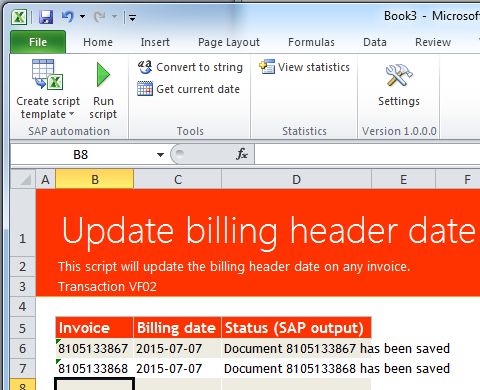 Book3 - Microsoft
File Home Insert Page Layout Formulas Data Review
Create script template Run script Convert to string Get current date View statistics Settings
SAP automation Tools Statistics Version 1.0.0.0
B8 fx
A B C D E F
1 Update billing header date
2 This script will update the billing header date on any invoice.
3 Transaction VF02
4
5 Invoice Billing date Status (SAP output)
6 8105133867 2015-07-07 Document 8105133867 has been saved
7 8105133868 2015-07-07 Document 8105133868 has been saved
8